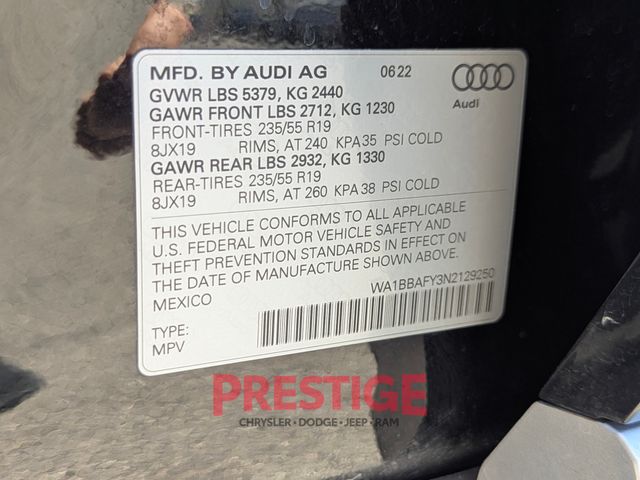 MFD. BY AUDI AG 06 22
GVWR LBS 5379, KG 2440
Audi
GAWR FRONT LBS 2712, KG 1230
FRONT-TIRES 235/55 R19
8JX19 RIMS, AT 240 KPA 35 PSI COLD
GAWR REAR LBS 2932, KG 1330
REAR-TIRES 235/55 R19
8JX19 RIMS, AT 260 KPA 38 PSI COLD
THIS VEHICLE CONFORMS TO ALL APPLICABLE
U.S. FEDERAL MOTOR VEHICLE SAFETY AND
THEFT PREVENTION STANDARDS IN EFFECT ON
THE DATE OF MANUFACTURE SHOWN ABOVE.
MEXICO WA1BBAFY3N2129250
TYPE:
MPV
PRESTIGE
CHRYSLER • DODGE • JEEP • RAM